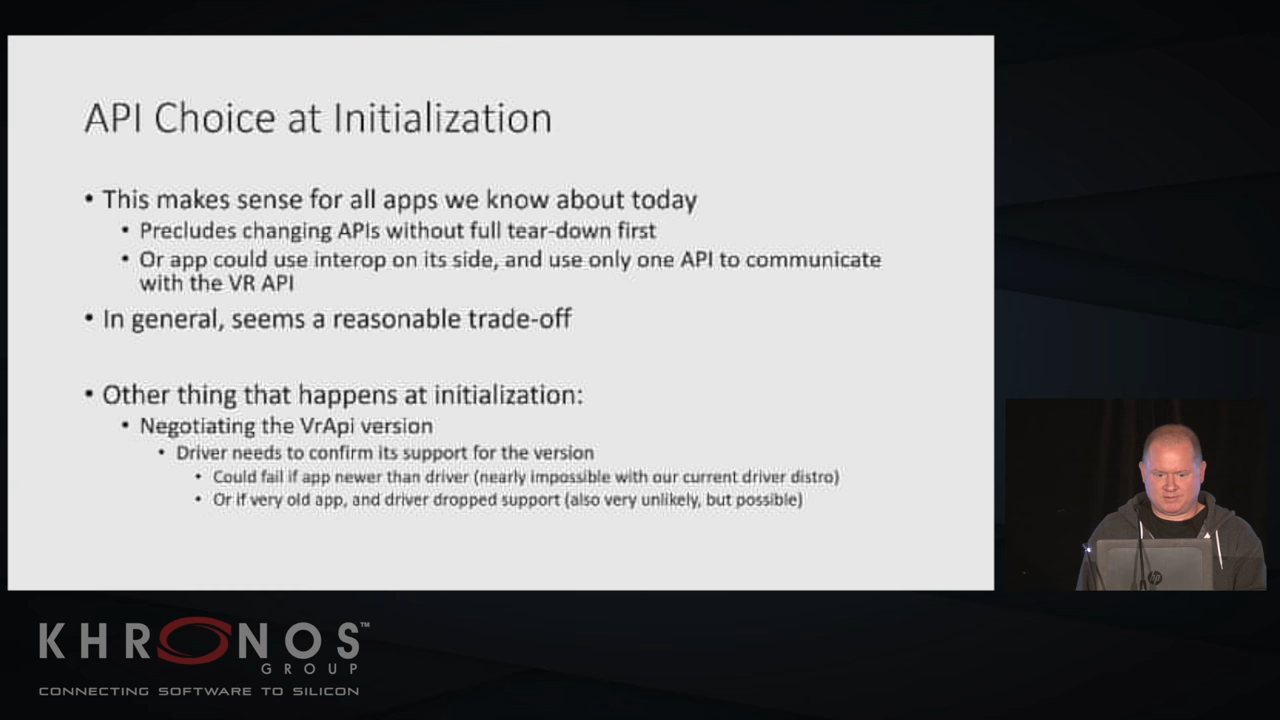 API Choice at Initialization
• This makes sense for all apps we know about today
• Precludes changing APIs without full tear-down first
• Or app could use interop on its side, and use only one API to communicate
with the VR API
• In general, seems a reasonable trade-off
• Other thing that happens at initialization:
• Negotiating the VrApi version
• Driver needs to confirm its support for the version
• Could fail if app newer than driver (nearly impossible with our current driver distro)
• Or if very old app, and driver dropped support (also very unlikely, but possible)
hp
KHRONOS™
GROUP
CONNECTING SOFTWARE TO SILICON